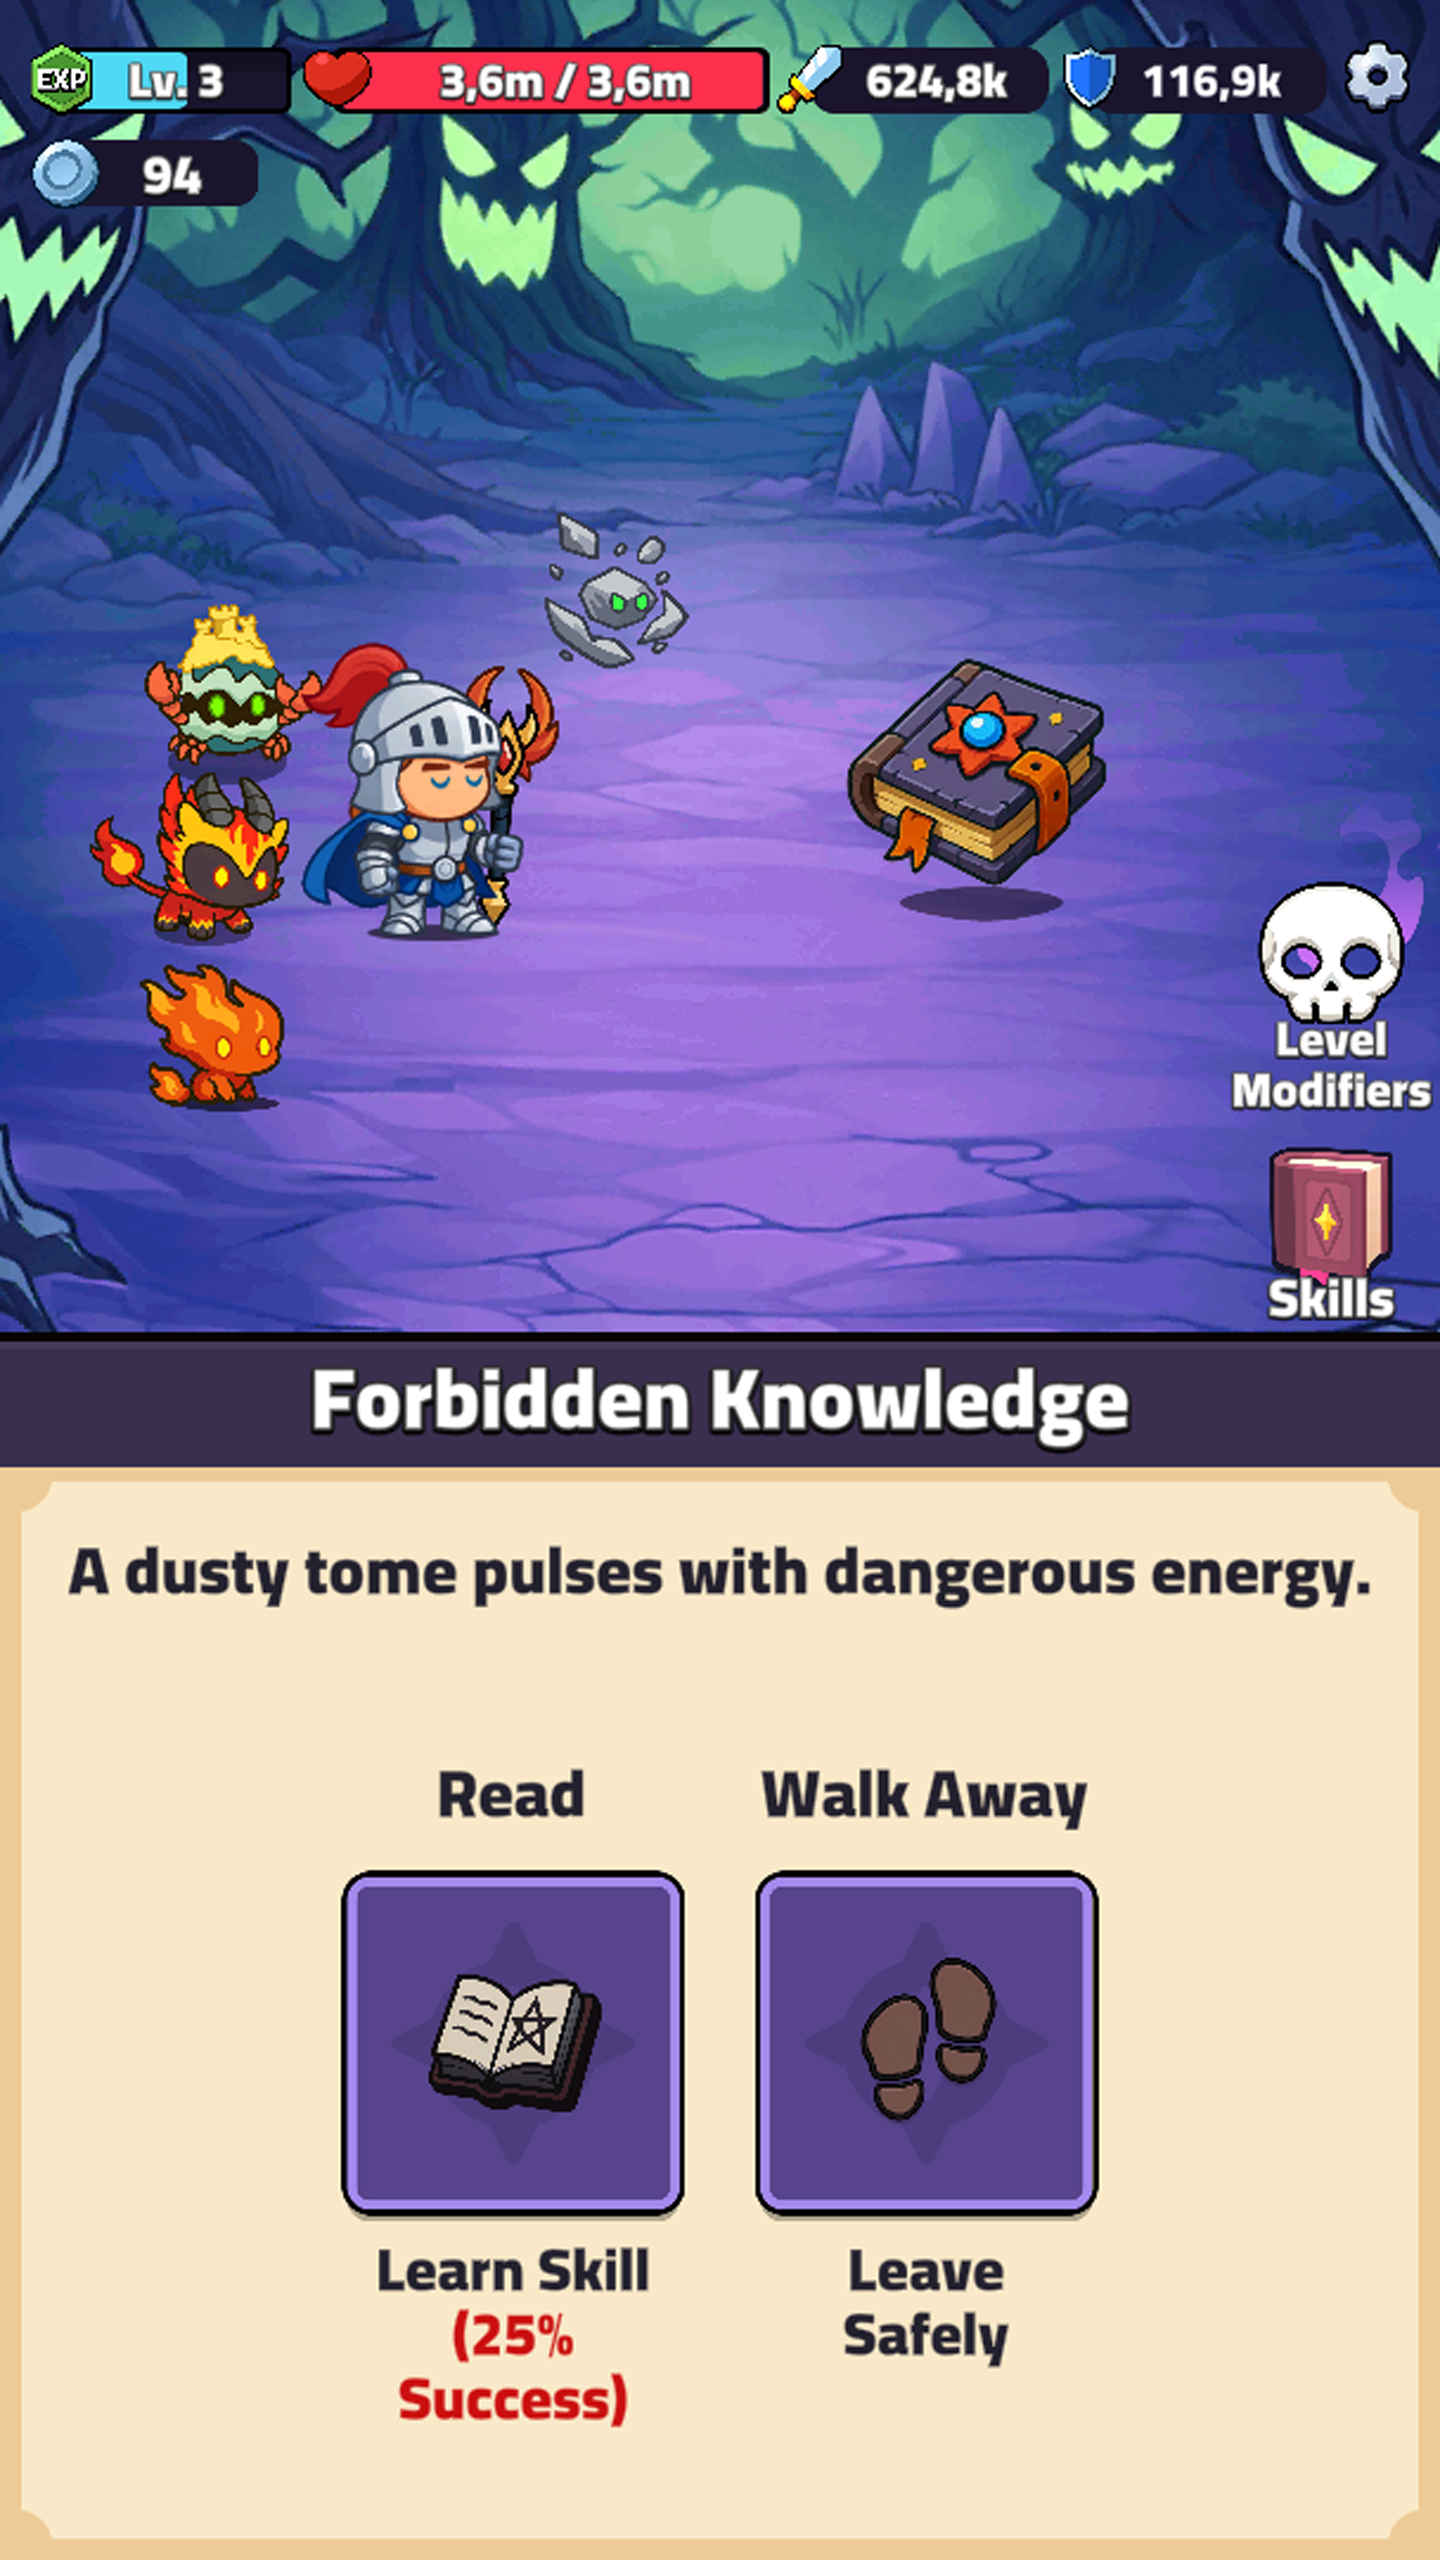 EXP Lv. 3 3,6m / 3,6m 624,8k 116,9k
94
Level
Modifiers
Skills
Forbidden Knowledge
A dusty tome pulses with dangerous energy.
Read Walk Away
Learn Skill
(25%
Success)
Leave
Safely